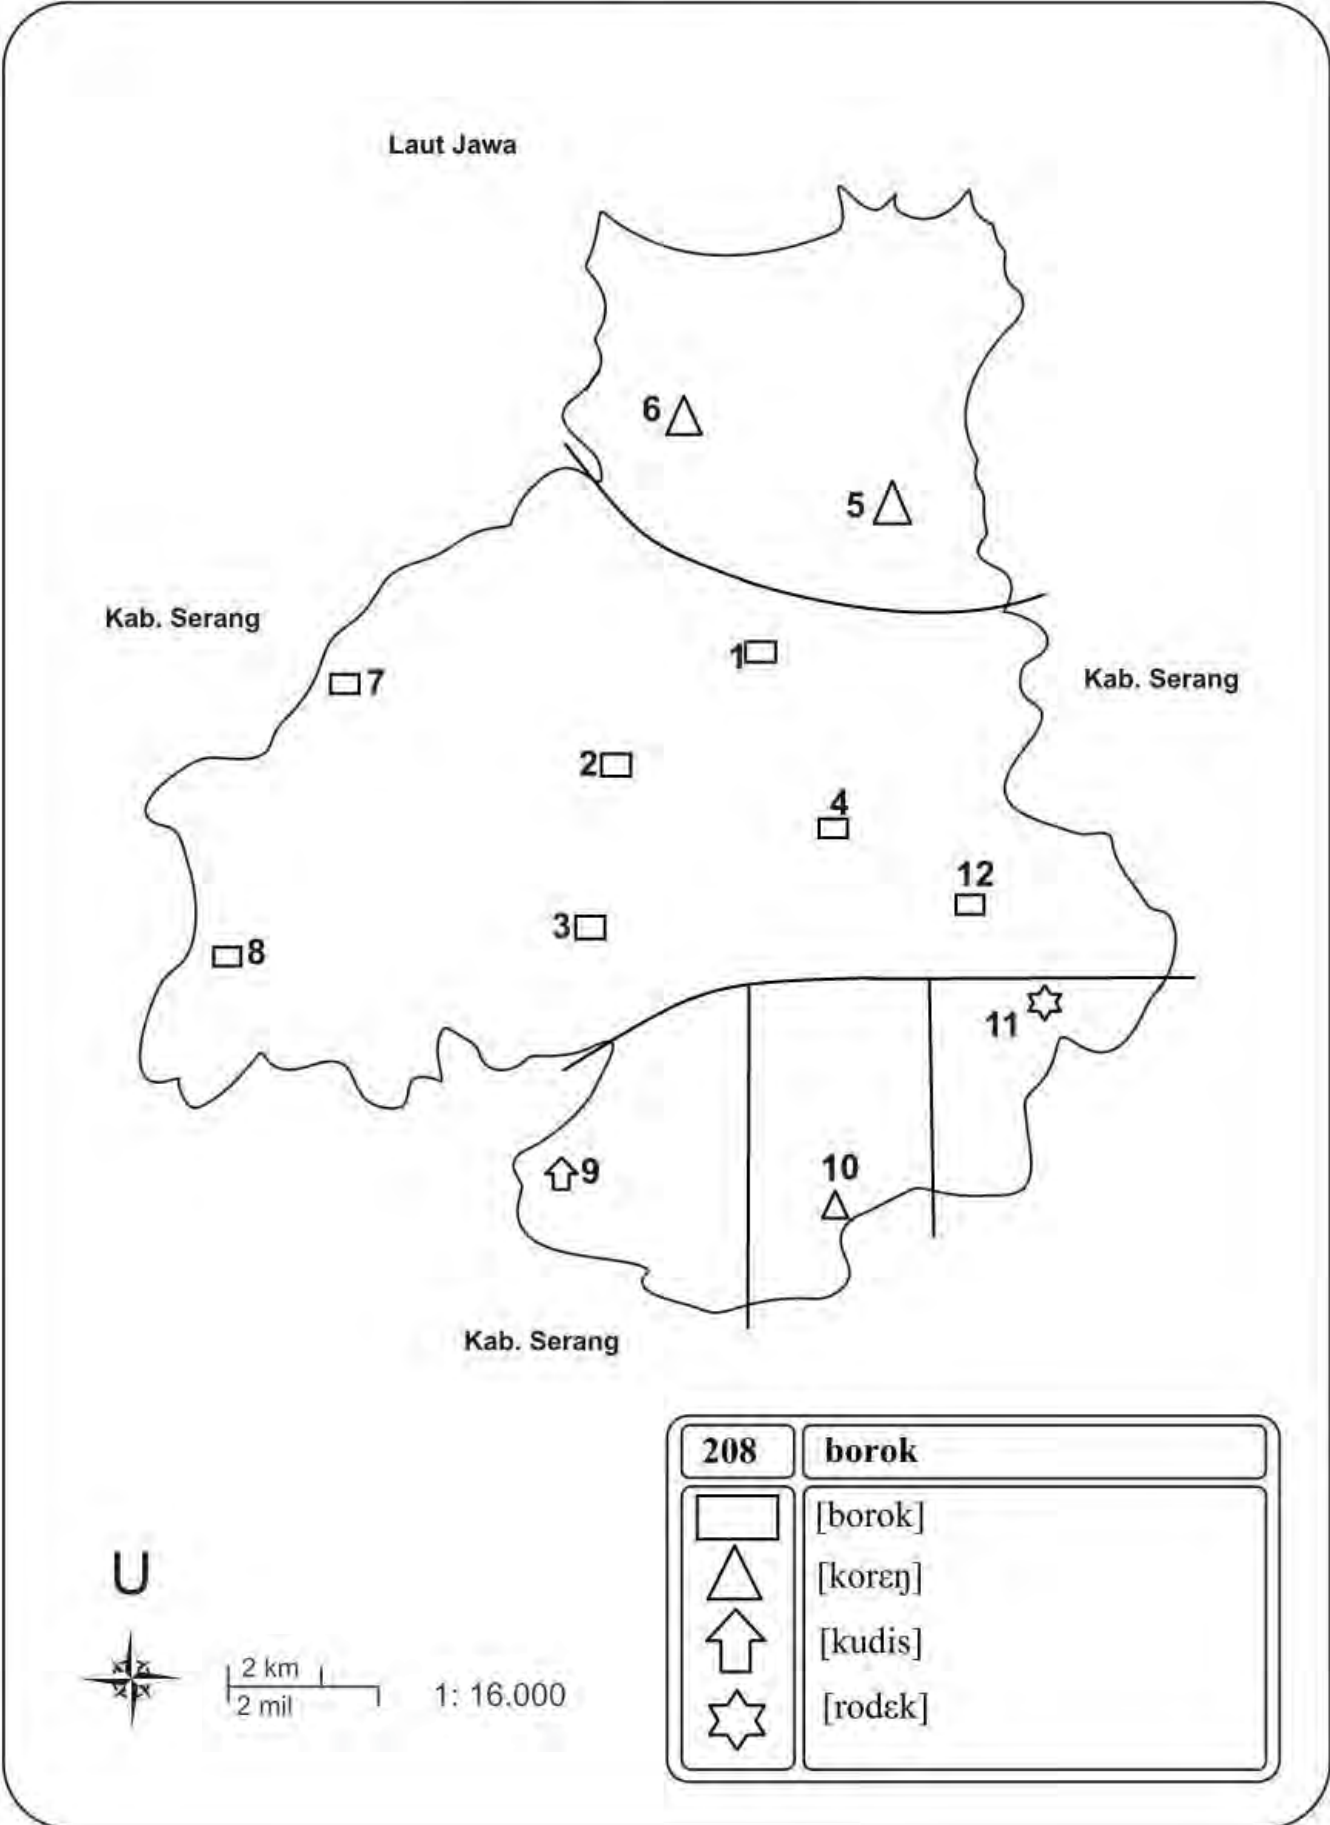 Laut Jawa
6
5
Kab. Serang
1
Kab. Serang
7
2
4
12
3
8
11
9
10
Kab. Serang
208 borok
[borok]
[korɛŋ]
[kudis]
[rodɛk]
U
2 km
2 mil
1: 16.000